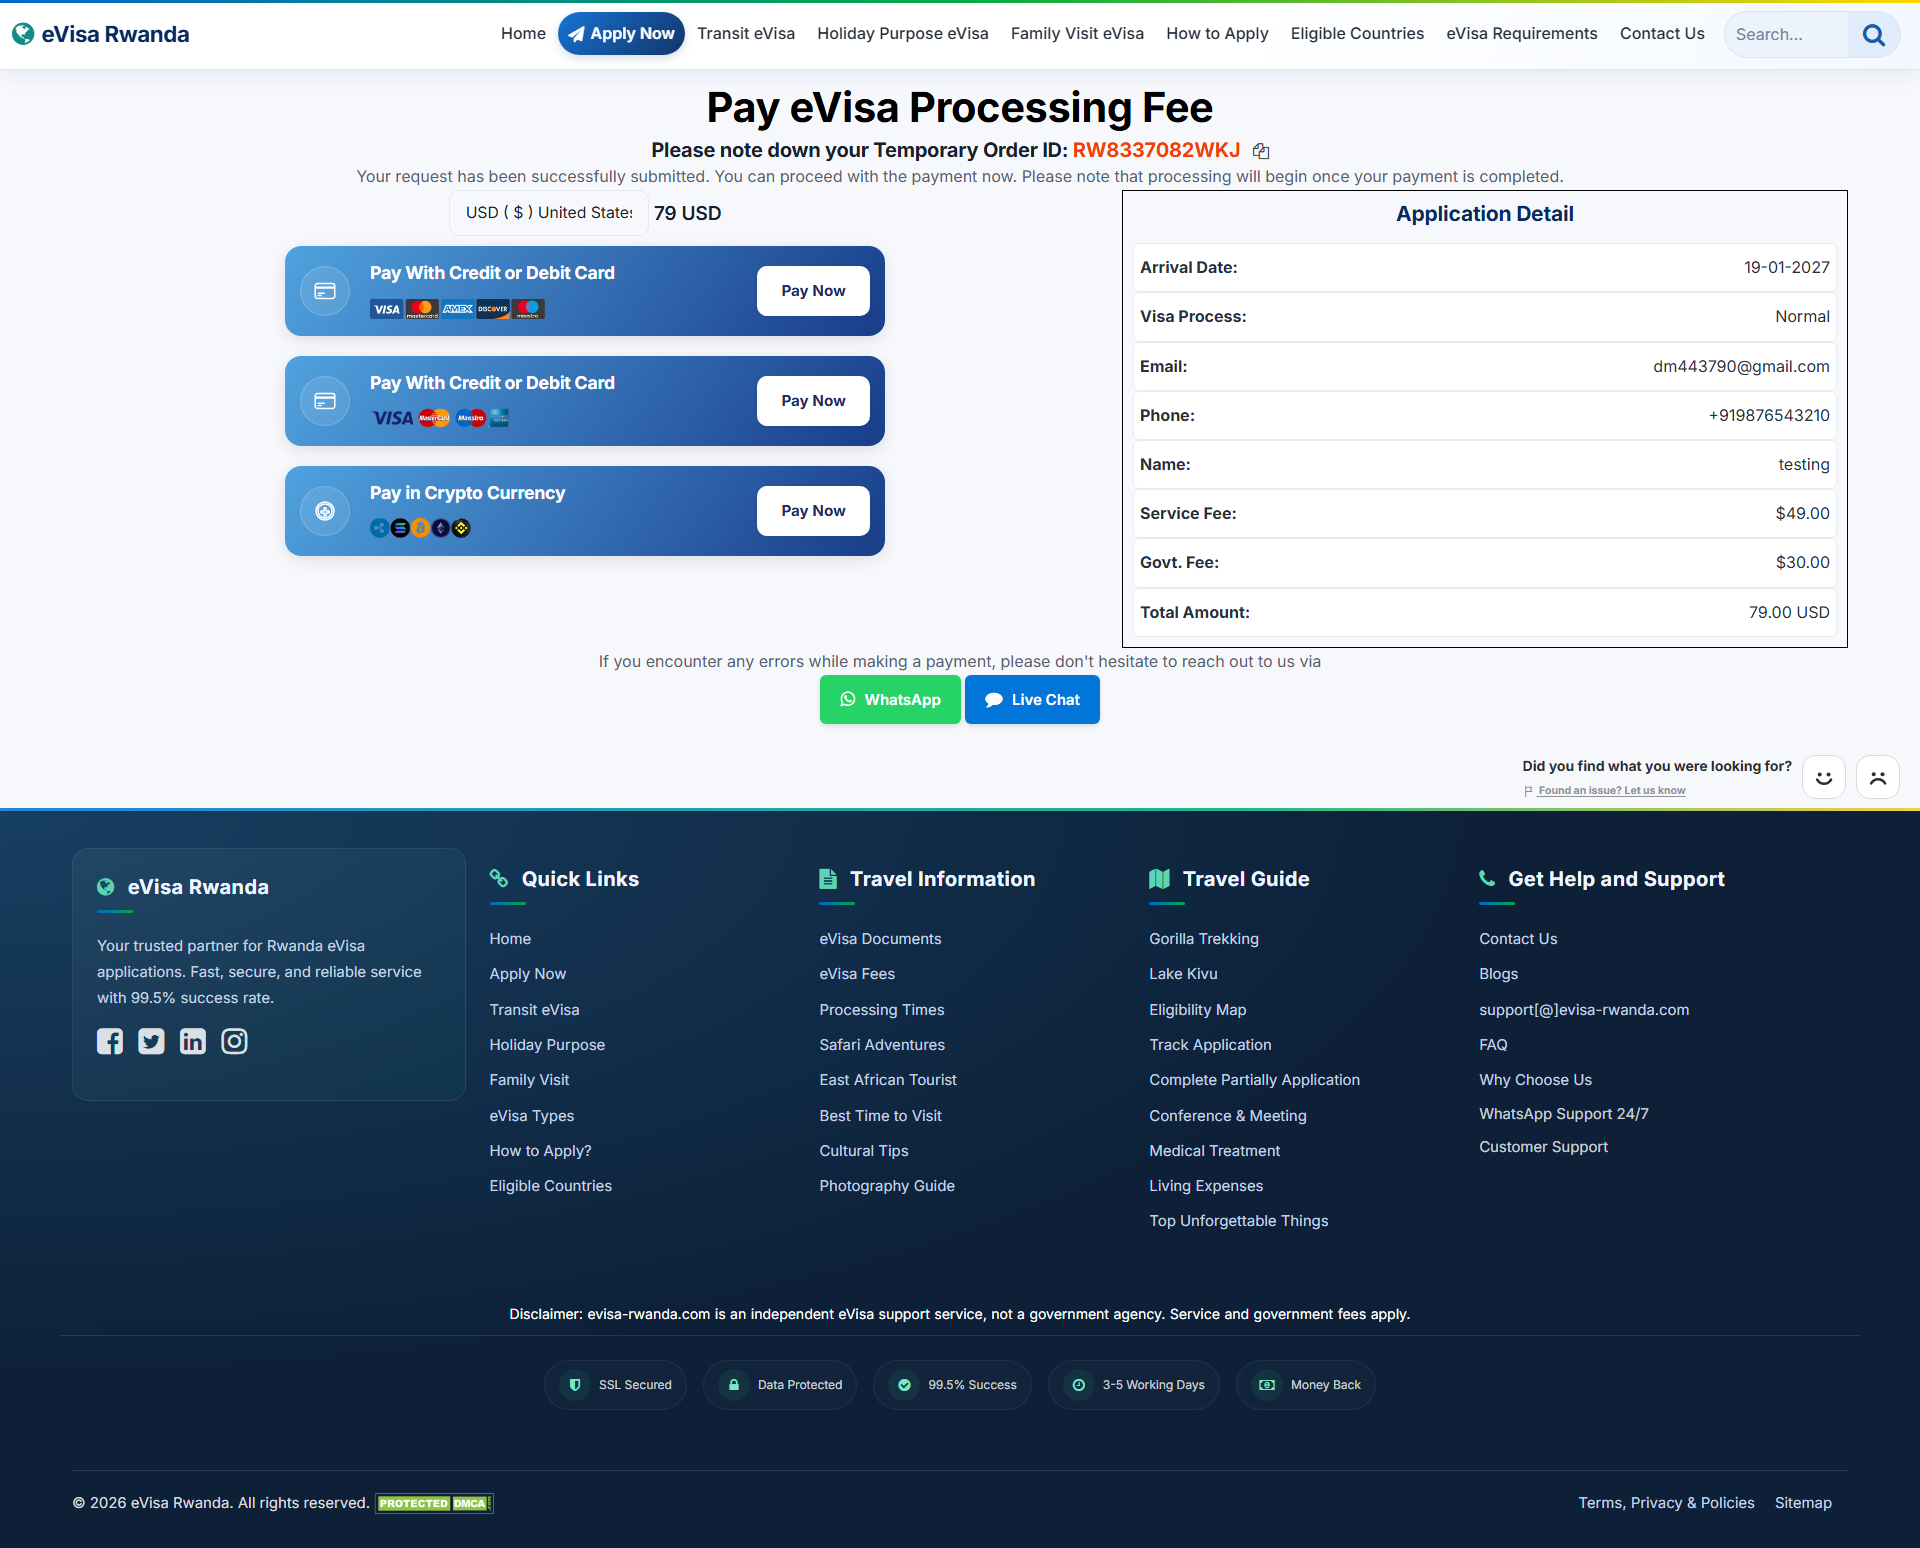 eVisa Rwanda
Home
Apply Now
Transit eVisa
Holiday Purpose eVisa
Family Visit eVisa
How to Apply
Eligible Countries
eVisa Requirements
Contact Us
Search...
Pay eVisa Processing Fee
Please note down your Temporary Order ID: RW8337082WKJ
Your request has been successfully submitted. You can proceed with the payment now. Please note that processing will begin once your payment is completed.
USD ( $ ) United States 79 USD
Pay With Credit or Debit Card
VISA mastercard AMEX DISCOVER maestro
Pay Now
Pay With Credit or Debit Card
VISA MasterCard Maestro
Pay Now
Pay in Crypto Currency
Pay Now
Application Detail
Arrival Date: 19-01-2027
Visa Process: Normal
Email: dm443790@gmail.com
Phone: +919876543210
Name: testing
Service Fee: $49.00
Govt. Fee: $30.00
Total Amount: 79.00 USD
If you encounter any errors while making a payment, please don't hesitate to reach out to us via
WhatsApp
Live Chat
Did you find what you were looking for?
Found an issue? Let us know
eVisa Rwanda
Your trusted partner for Rwanda eVisa
applications. Fast, secure, and reliable service
with 99.5% success rate.
Quick Links
Home
Apply Now
Transit eVisa
Holiday Purpose
Family Visit
eVisa Types
How to Apply?
Eligible Countries
Travel Information
eVisa Documents
eVisa Fees
Processing Times
Safari Adventures
East African Tourist
Best Time to Visit
Cultural Tips
Photography Guide
Travel Guide
Gorilla Trekking
Lake Kivu
Eligibility Map
Track Application
Complete Partially Application
Conference & Meeting
Medical Treatment
Living Expenses
Top Unforgettable Things
Get Help and Support
Contact Us
Blogs
support[@]evisa-rwanda.com
FAQ
Why Choose Us
WhatsApp Support 24/7
Customer Support
Disclaimer: evisa-rwanda.com is an independent eVisa support service, not a government agency. Service and government fees apply.
SSL Secured
Data Protected
99.5% Success
3-5 Working Days
Money Back
© 2026 eVisa Rwanda. All rights reserved. PROTECTED DMCA
Terms, Privacy & Policies
Sitemap